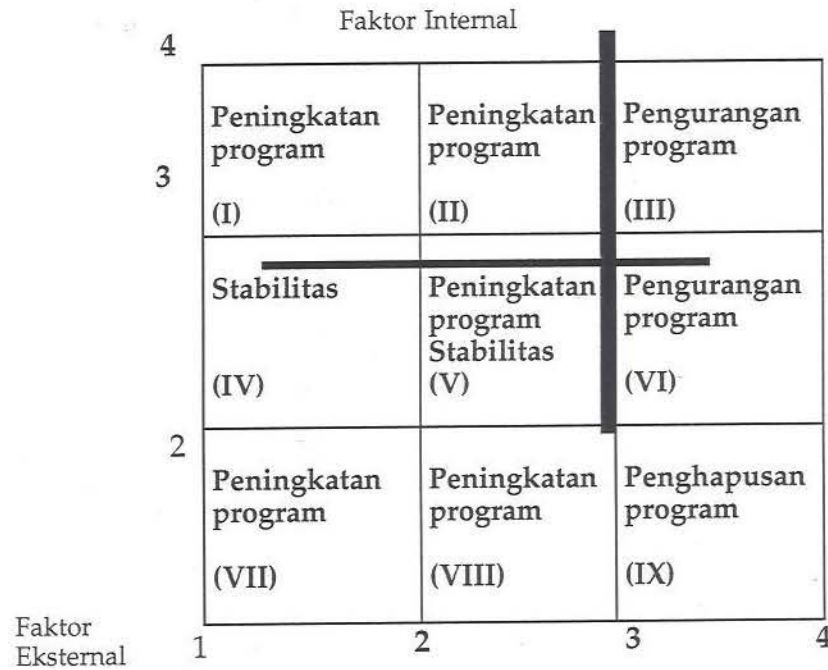 Faktor Internal
4
Peningkatan
program
(I)
Peningkatan
program
(II)
Pengurangan
program
(III)
3
Stabilitas
(IV)
Peningkatan
program
Stabilitas
(V)
Pengurangan
program
(VI)
2
Peningkatan
program
(VII)
Peningkatan
program
(VIII)
Penghapusan
program
(IX)
Faktor
Eksternal
1
2
3
4